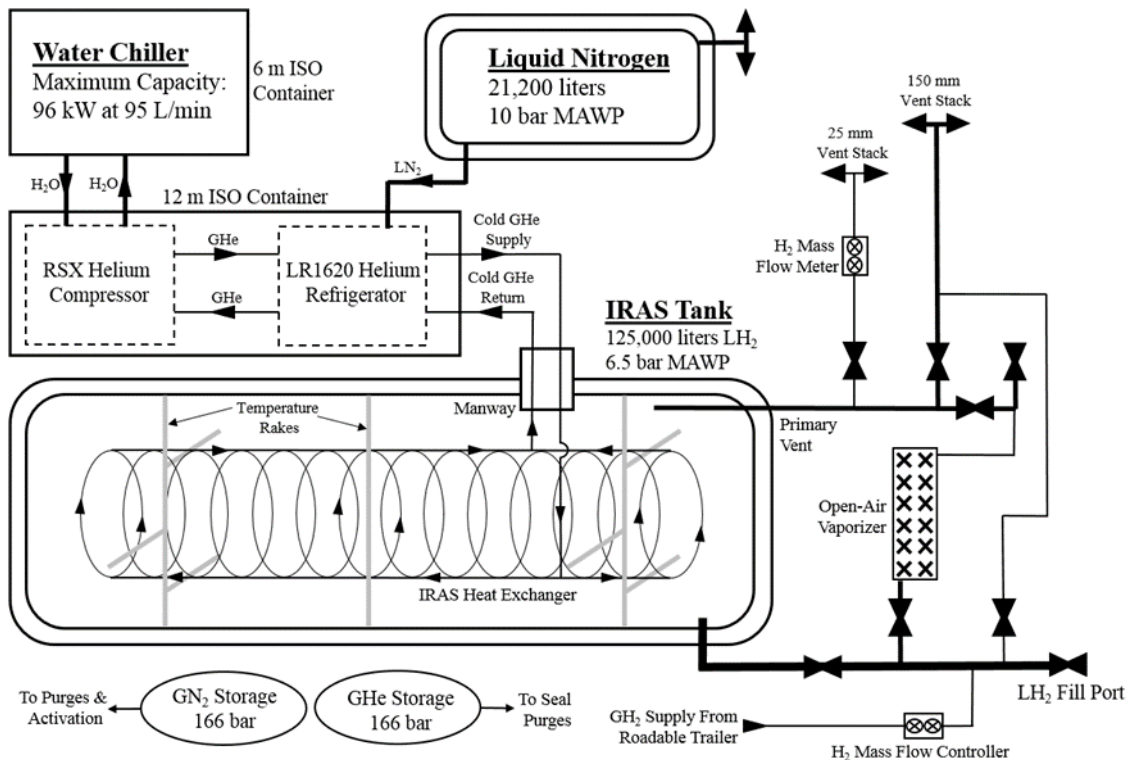 Water Chiller
Maximum Capacity:
96 kW at 95 L/min
6 m ISO
Container
Liquid Nitrogen
21,200 liters
10 bar MAWP
150 mm
Vent Stack
25 mm
Vent Stack
H₂O
H₂O
LN₂
12 m ISO Container
RSX Helium
Compressor
GHe
GHe
LR1620 Helium
Refrigerator
Cold GHe
Supply
Cold GHe
Return
H₂ Mass
Flow Meter
IRAS Tank
125,000 liters LH₂
6.5 bar MAWP
Manway
Temperature
Rakes
Primary
Vent
Open-Air
Vaporizer
IRAS Heat Exchanger
To Purges &
Activation
GN₂ Storage
166 bar
GHe Storage
166 bar
To Seal
Purges
GH₂ Supply From
Roadable Trailer
H₂ Mass Flow Controller
LH₂ Fill Port